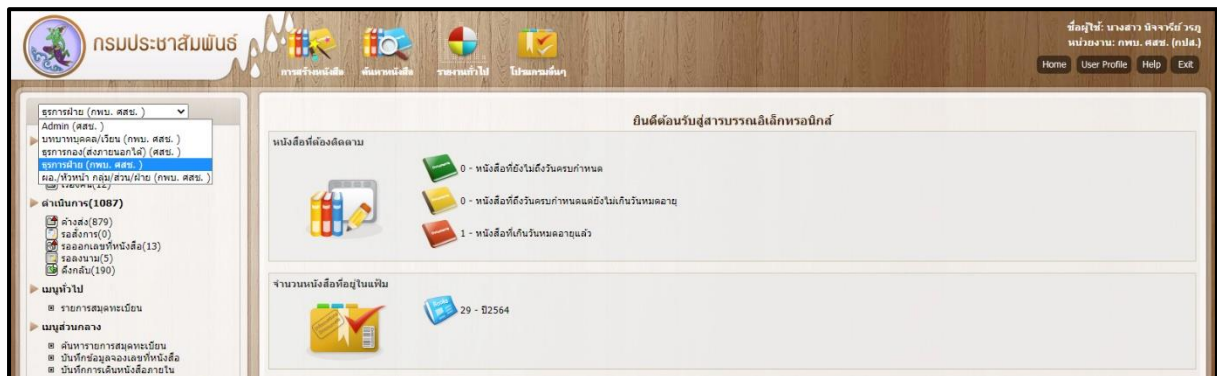 กรมประชาสัมพันธ์
การสร้างหนังสือ ค้นหาหนังสือ รายงานทั่วไป โปรแกรมอื่นๆ
ชื่อผู้ใช้: นางสาว
หน่วยงาน: กพบ. ศสช. (กปส.)
Home User Profile Help Exit
ธุรการฝ่าย (กพบ. ศสช. )
Admin (ศสช. )
บทบาทบุคคล/เวียน (กพบ. ศสช. )
ธุรการกอง(ส่งภายนอกได้) (ศสช. )
ธุรการฝ่าย (กพบ. ศสช. )
ผอ./หัวหน้า กลุ่ม/ส่วน/ฝ่าย (กพบ. ศสช. )
ดำเนินการ(1087)
ค้างส่ง(879)
รอสั่งการ(0)
รอออกเลขที่หนังสือ(13)
รอลงนาม(5)
ดึงกลับ(190)
เมนูทั่วไป
รายการสมุดทะเบียน
เมนูส่วนกลาง
ค้นหารายการสมุดทะเบียน
บันทึกข้อมูลจองเลขที่หนังสือ
บันทึกการเดินหนังสือภายใน
ยินดีต้อนรับสู่สารบรรณอิเล็กทรอนิกส์
หนังสือที่ต้องติดตาม
0 - หนังสือที่ยังไม่ถึงวันครบกำหนด
0 - หนังสือที่ถึงวันครบกำหนดแต่ยังไม่เกินวันหมดอายุ
1 - หนังสือที่เกินวันหมดอายุแล้ว
จำนวนหนังสือที่อยู่ในแฟ้ม
29 - ปี2564